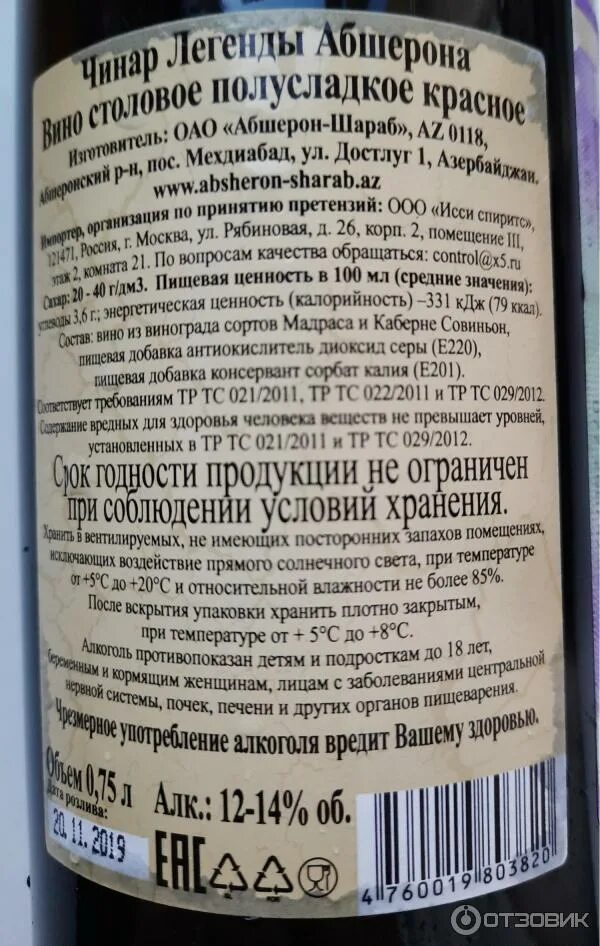 Чинар Легенды Абшерона
Вино столовое полусладкое красное
Изготовитель: ОАО «Абшерон-Шараб», AZ 0118,
Абшеронский р-н, пос. Мехдиабад, ул. Достлуг 1, Азербайджан.
www.absheron-sharab.az
Импортер, организация по принятию претензий: ООО «Исси спиритс»,
121471, Россия, г. Москва, ул. Рябиновая, д. 26, корп. 2, помещение III,
этаж 2, комната 21. По вопросам качества обращаться: control@x5.ru
Сахар: 20 - 40 г/дм3. Пищевая ценность в 100 мл (средние значения):
углеводы 3,6 г.; энергетическая ценность (калорийность) –331 кДж (79 ккал).
Состав: вино из винограда сортов Мадраса и Каберне Совиньон,
пищевая добавка антиокислитель диоксид серы (Е220),
пищевая добавка консервант сорбат калия (Е201).
Соответствует требованиям ТР ТС 021/2011, ТР ТС 022/2011 и ТР ТС 029/2012.
Содержание вредных для здоровья человека веществ не превышает уровней,
установленных в ТР ТС 021/2011 и ТР ТС 029/2012.
Срок годности продукции не ограничен
при соблюдении условий хранения.
Хранить в вентилируемых, не имеющих посторонних запахов помещениях,
исключающих воздействие прямого солнечного света, при температуре
от +5°С до +20°С и относительной влажности не более 85%.
После вскрытия упаковки хранить плотно закрытым,
при температуре от + 5°С до +8°С.
Алкоголь противопоказан детям и подросткам до 18 лет,
беременным и кормящим женщинам, лицам с заболеваниями центральной
нервной системы, почек, печени и других органов пищеварения.
Чрезмерное употребление алкоголя вредит Вашему здоровью.
Объем 0,75 л Алк.: 12-14% об.
Дата розлива:
20.11.2019
ЕАС
4 760019 803820
ОТЗОВИК